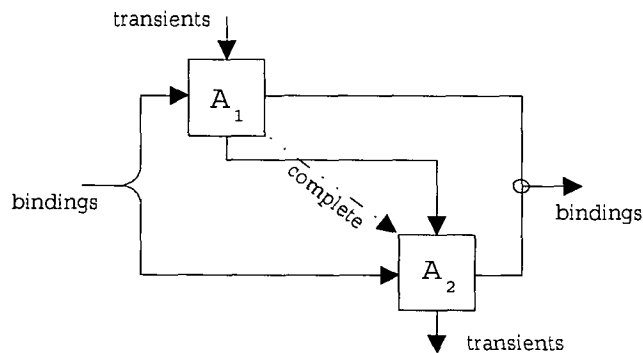 transients
A₁
complete
bindings
bindings
A₂
transients